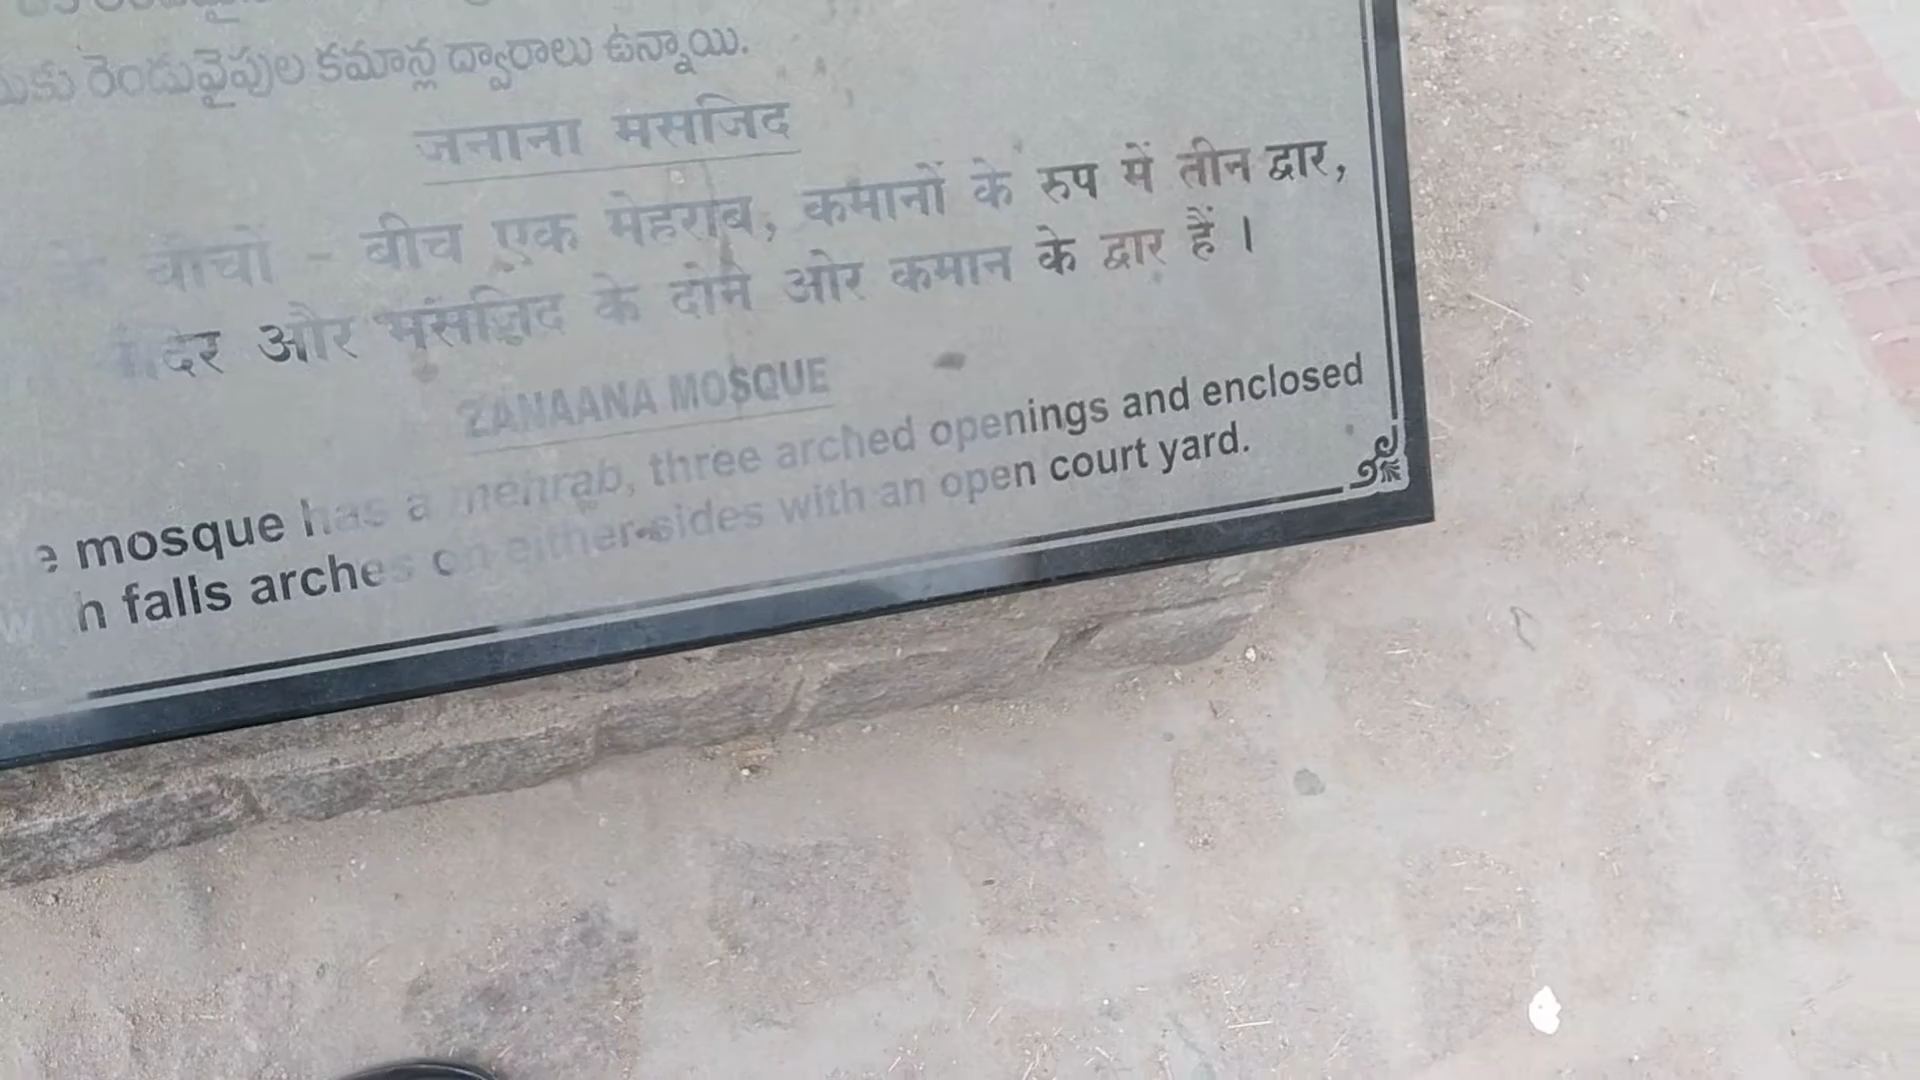 రెండువైపుల కమాన్ల ద్వారాలు ఉన్నాయి.
जनाना मसजिद
के बीचो - बीच एक मेहराब, कमानों के रुप में तीन द्वार,
और मसजिद के दोनो ओर कमान के द्वार हैं ।
ZANAANA MOSQUE
mosque has a mehrab, three arched openings and enclosed
falls arches on either sides with an open court yard.